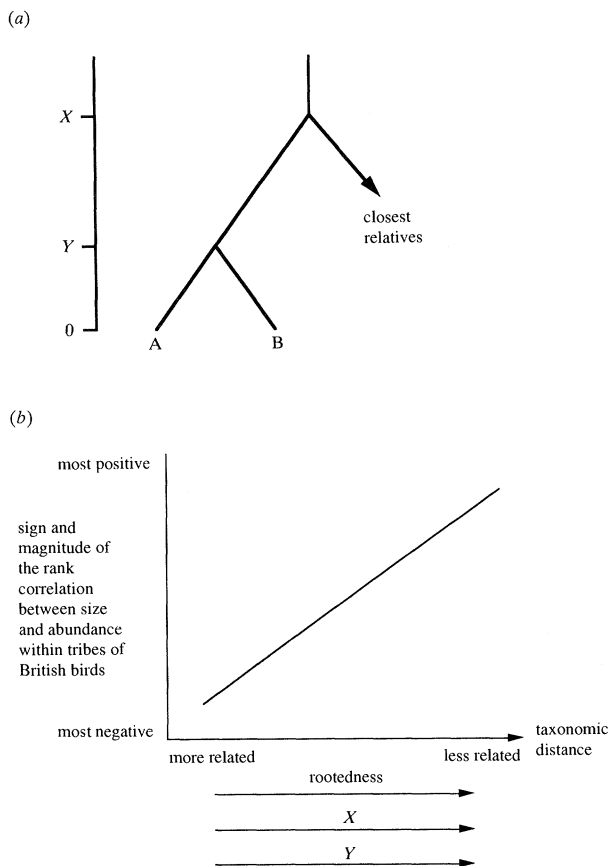 (a)
X
closest
relatives
Y
0
A
B
(b)
most positive
sign and
magnitude of
the rank
correlation
between size
and abundance
within tribes of
British birds
most negative
taxonomic
distance
more related
less related
rootedness
X
Y